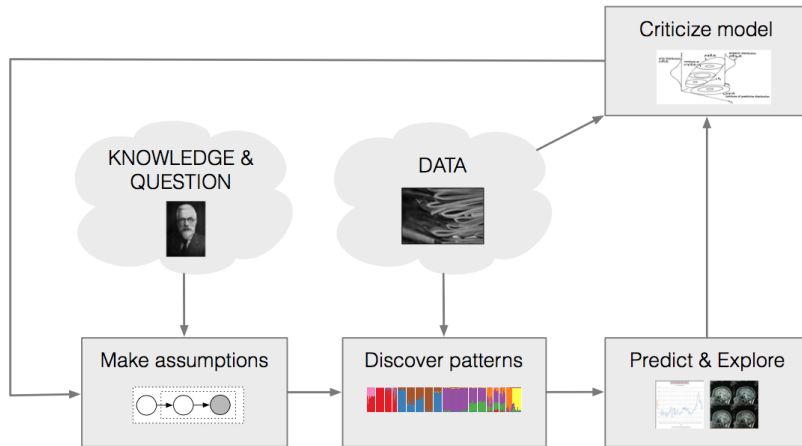 Criticize model
KNOWLEDGE &
QUESTION
DATA
Make assumptions
Discover patterns
Predict & Explore